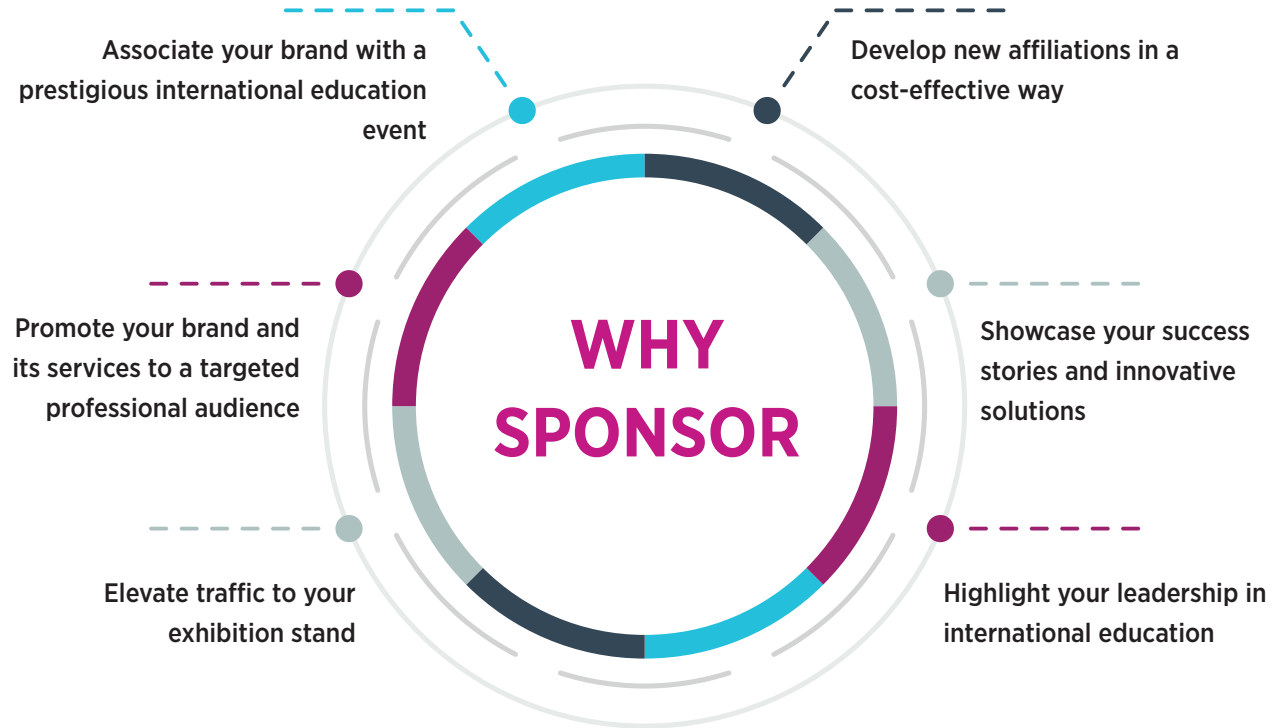 Associate your brand with a
prestigious international education
event
Develop new affiliations in a
cost-effective way
Promote your brand and
its services to a targeted
professional audience
WHY
SPONSOR
Showcase your success
stories and innovative
solutions
Elevate traffic to your
exhibition stand
Highlight your leadership in
international education